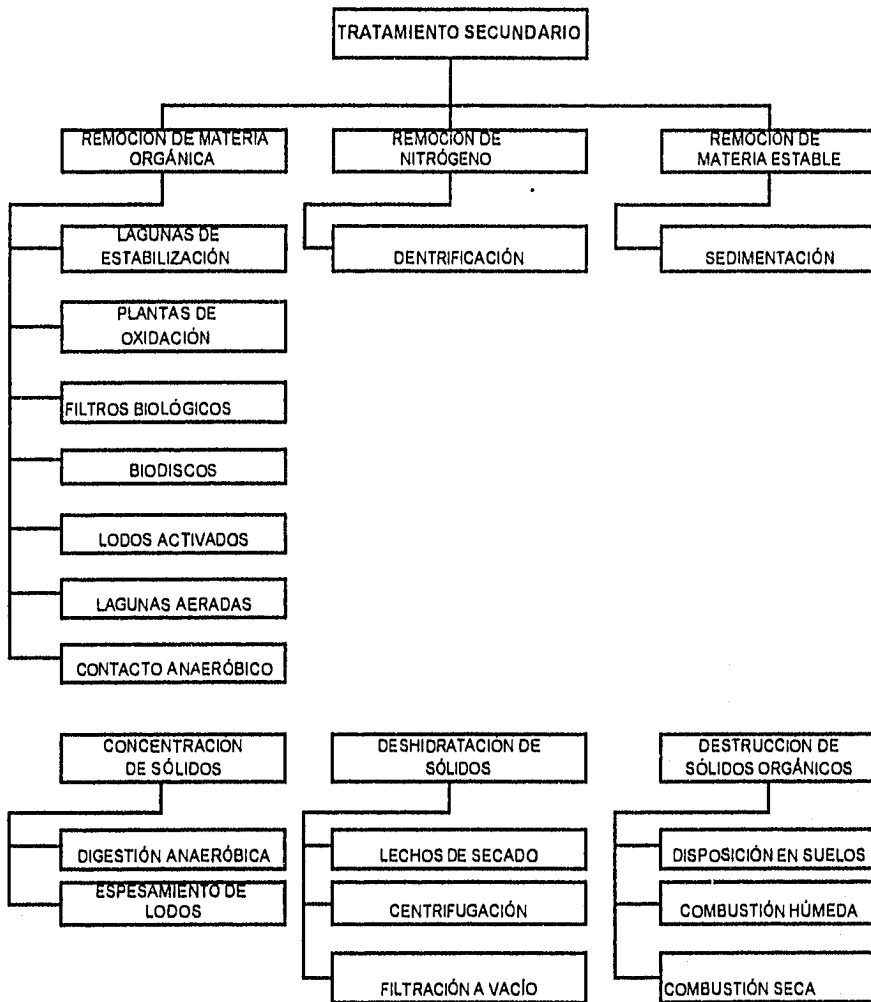 TRATAMIENTO SECUNDARIO
REMOCION DE MATERIA
ORGÁNICA
REMOCION DE
NITRÓGENO
REMOCION DE
MATERIA ESTABLE
LAGUNAS DE
ESTABILIZACIÓN
DENTRIFICACIÓN
SEDIMENTACIÓN
PLANTAS DE
OXIDACIÓN
FILTROS BIOLÓGICOS
BIODISCOS
LODOS ACTIVADOS
LAGUNAS AERADAS
CONTACTO ANAERÓBICO
CONCENTRACIÓN
DE SÓLIDOS
DESHIDRATACIÓN DE
SÓLIDOS
DESTRUCCION DE
SÓLIDOS ORGÁNICOS
DIGESTIÓN ANAERÓBICA
LECHOS DE SECADO
DISPOSICIÓN EN SUELOS
ESPESAMIENTO DE
LODOS
CENTRIFUGACIÓN
COMBUSTIÓN HÚMEDA
FILTRACIÓN A VACÍO
COMBUSTIÓN SECA